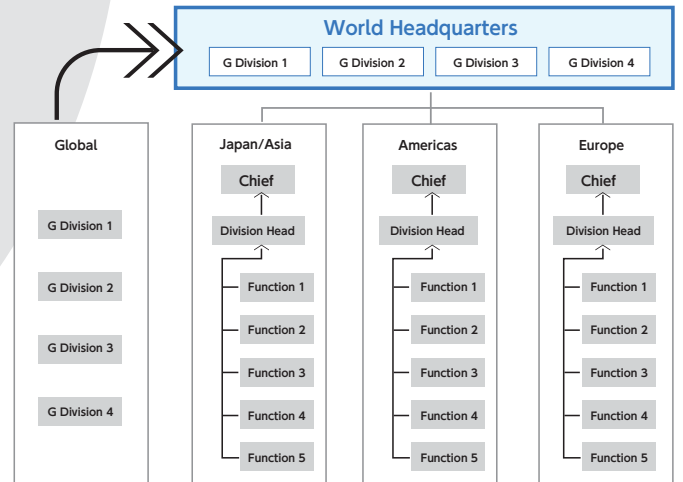 World Headquarters
G Division 1
G Division 2
G Division 3
G Division 4
Global
G Division 1
G Division 2
G Division 3
G Division 4
Japan/Asia
Chief
Division Head
Function 1
Function 2
Function 3
Function 4
Function 5
Americas
Chief
Division Head
Function 1
Function 2
Function 3
Function 4
Function 5
Europe
Chief
Division Head
Function 1
Function 2
Function 3
Function 4
Function 5